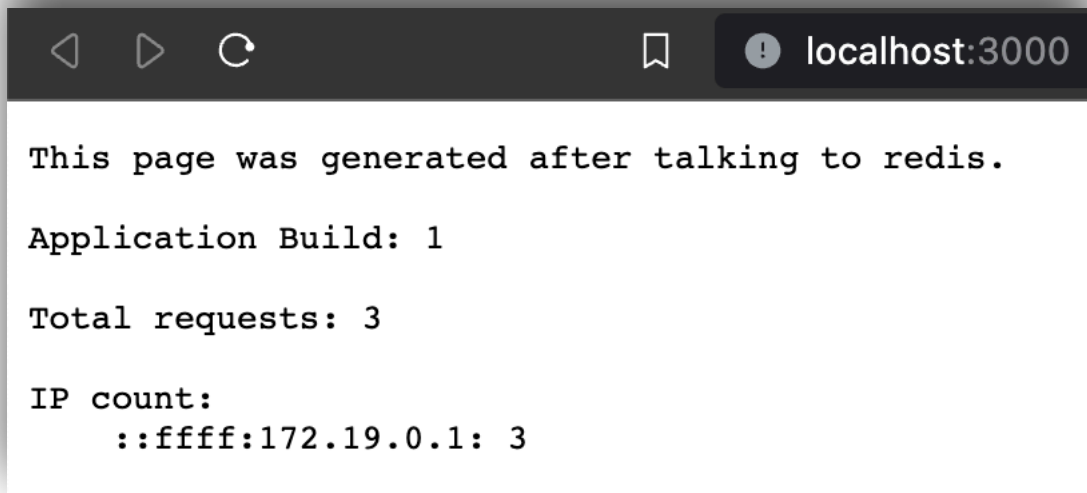 localhost:3000
This page was generated after talking to redis.
Application Build: 1
Total requests: 3
IP count:
::ffff:172.19.0.1: 3